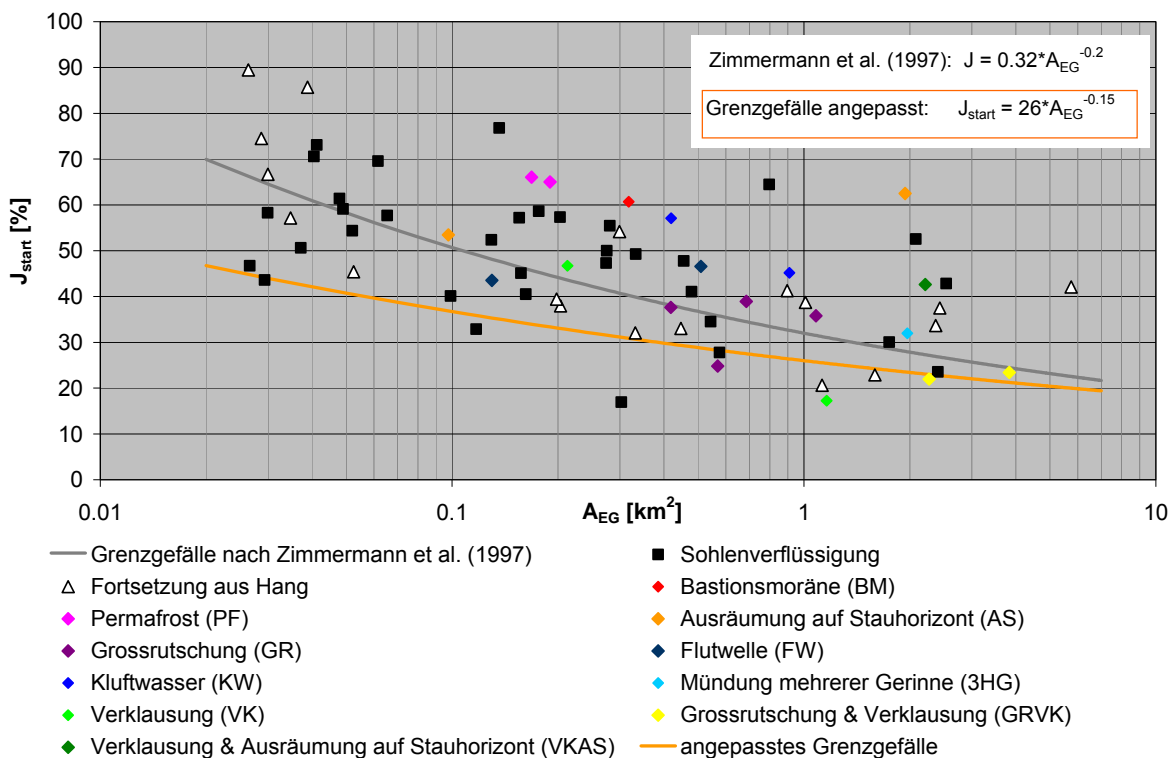 100
90
80
70
60
50
40
30
20
10
0
J_start [%]
Zimmermann et al. (1997): J = 0.32*A_EG^-0.2
Grenzgefälle angepasst: J_start = 26*A_EG^-0.15
0.01 0.1 1 10
A_EG [km²]
Grenzgefälle nach Zimmermann et al. (1997)
Sohlenverflüssigung
Fortsetzung aus Hang
Bastionsmoräne (BM)
Permafrost (PF)
Ausräumung auf Stauhorizont (AS)
Grossrutschung (GR)
Flutwelle (FW)
Kluftwasser (KW)
Mündung mehrerer Gerinne (3HG)
Verklausung (VK)
Grossrutschung & Verklausung (GRVK)
Verklausung & Ausräumung auf Stauhorizont (VKAS)
angepasstes Grenzgefälle